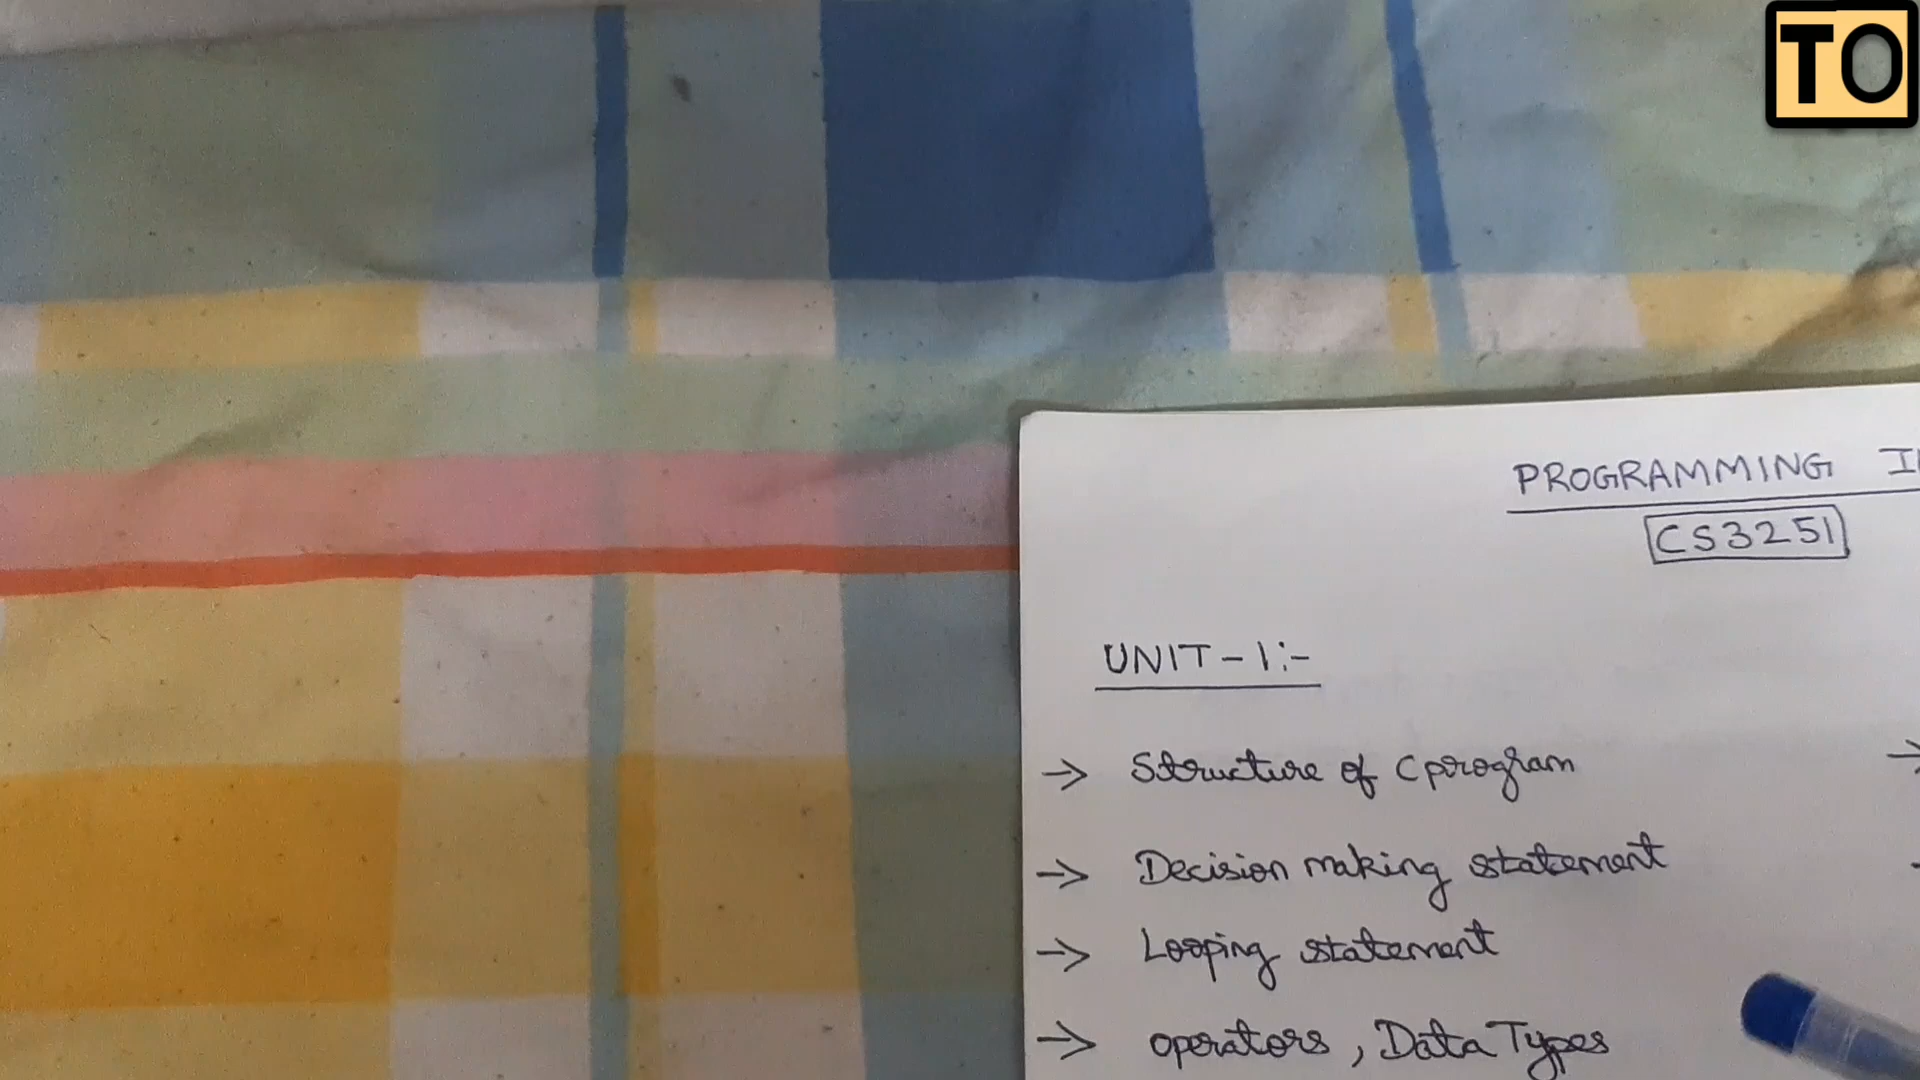 TO
PROGRAMMING
CS3251
UNIT-1:-
→ Structure of C program
→ Decision making statement
→ Looping statement
→ operators, Data Types